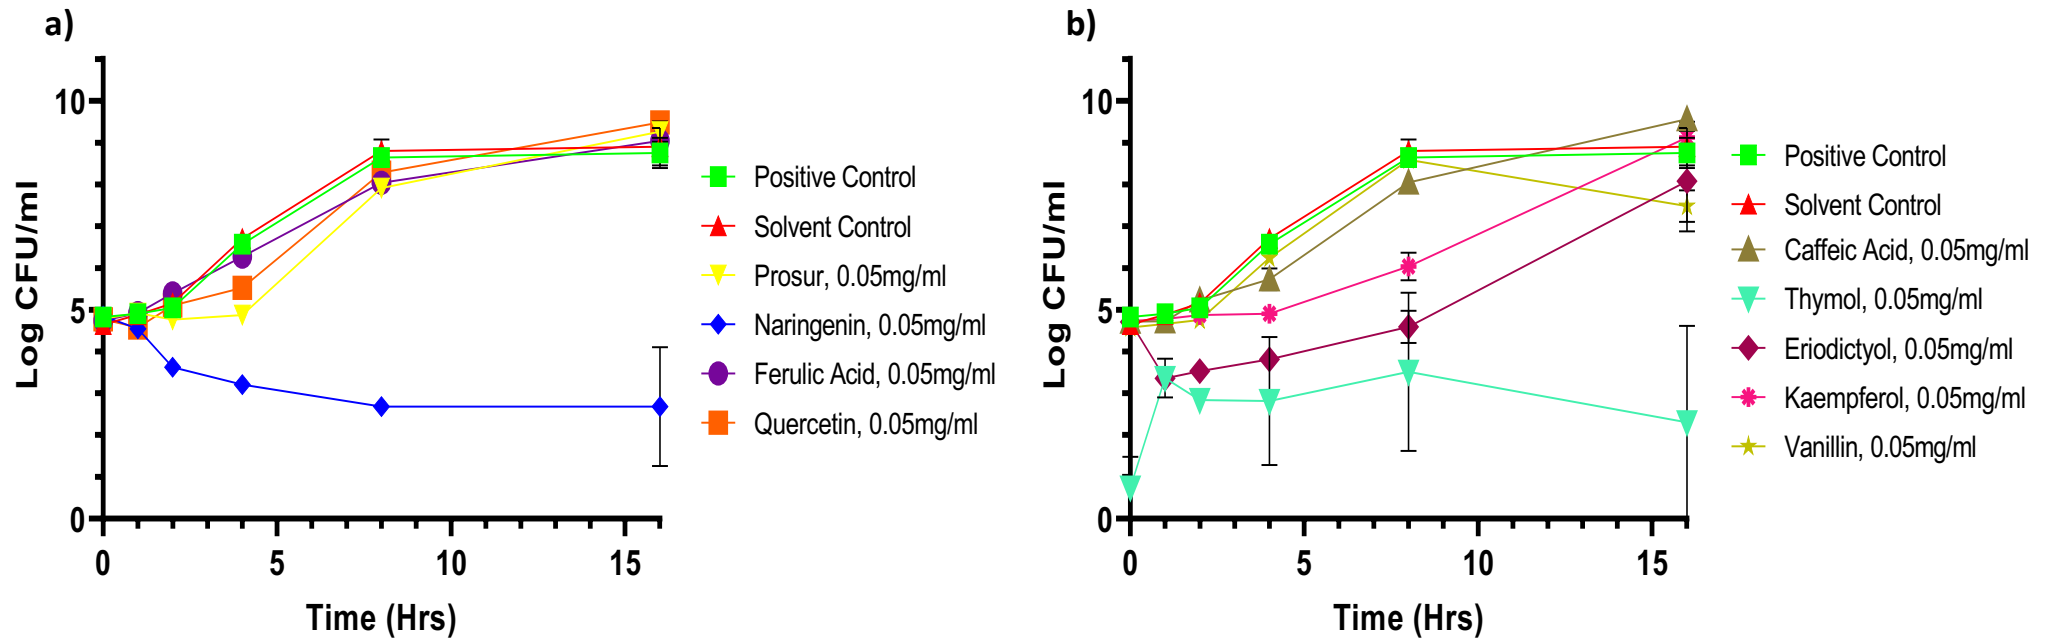 a)
Log CFU/ml
10
5
0
0 5 10 15
Time (Hrs)
Positive Control
Solvent Control
Prosur, 0.05mg/ml
Naringenin, 0.05mg/ml
Ferulic Acid, 0.05mg/ml
Quercetin, 0.05mg/ml
b)
Log CFU/ml
10
5
0
0 5 10 15
Time (Hrs)
Positive Control
Solvent Control
Caffeic Acid, 0.05mg/ml
Thymol, 0.05mg/ml
Eriodictyol, 0.05mg/ml
Kaempferol, 0.05mg/ml
Vanillin, 0.05mg/ml